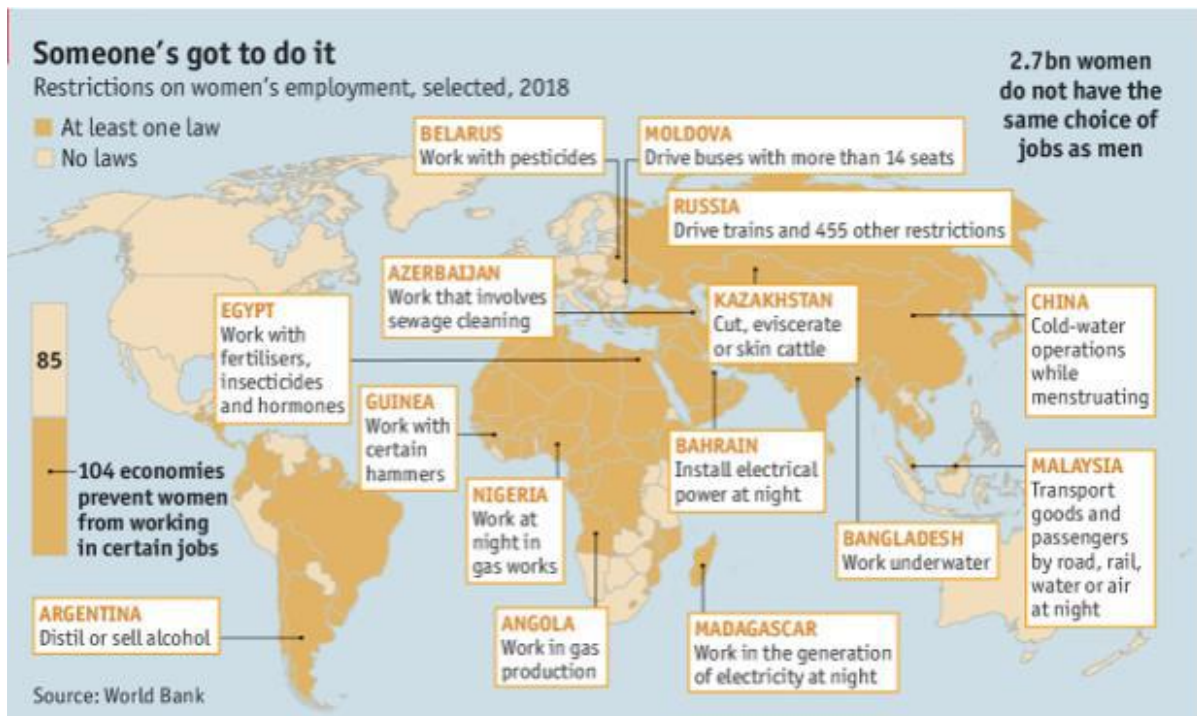 Someone's got to do it
Restrictions on women's employment, selected, 2018
At least one law
No laws
2.7bn women
do not have the
same choice of
jobs as men
BELARUS
Work with pesticides
MOLDOVA
Drive buses with more than 14 seats
RUSSIA
Drive trains and 455 other restrictions
AZERBAIJAN
Work that involves
sewage cleaning
KAZAKHSTAN
Cut, eviscerate
or skin cattle
CHINA
Cold-water
operations
while
menstruating
EGYPT
Work with
fertilisers,
insecticides
and hormones
85
104 economies
prevent women
from working
in certain jobs
GUINEA
Work with
certain
hammers
NIGERIA
Work at
night in
gas works
BAHRAIN
Install electrical
power at night
MALAYSIA
Transport
goods and
passengers
by road, rail,
water or air
at night
BANGLADESH
Work underwater
ARGENTINA
Distil or sell alcohol
ANGOLA
Work in gas
production
MADAGASCAR
Work in the generation
of electricity at night
Source: World Bank